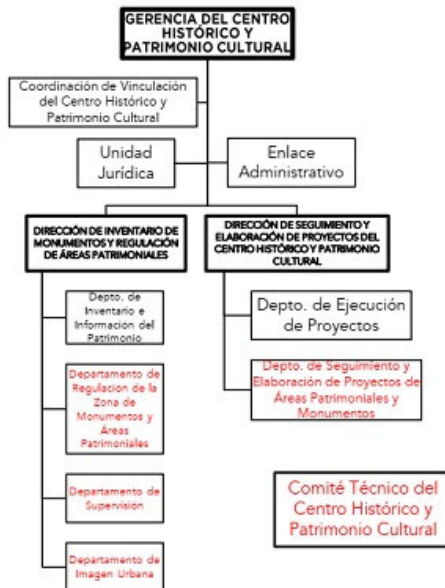 GERENCIA DEL CENTRO
HISTÓRICO Y
PATRIMONIO CULTURAL
Coordinación de Vinculación
del Centro Histórico y
Patrimonio Cultural
Unidad
Jurídica
Enlace
Administrativo
DIRECCIÓN DE INVENTARIO DE
MONUMENTOS Y REGULACIÓN
DE ÁREAS PATRIMONIALES
DIRECCIÓN DE SEGUIMIENTO Y
ELABORACIÓN DE PROYECTOS DEL
CENTRO HISTÓRICO Y PATRIMONIO
CULTURAL
Depto. de
Inventario e
Información del
Patrimonio
Departamento de
Regulación de la
Zona de
Monumentos y
Áreas
Patrimoniales
Departamento de
Supervisión
Departamento de
Imagen Urbana
Depto. de Ejecución
de Proyectos
Depto. de Seguimiento y
Elaboración de Proyectos de
Áreas Patrimoniales y
Monumentos
Comité Técnico del
Centro Histórico y
Patrimonio Cultural